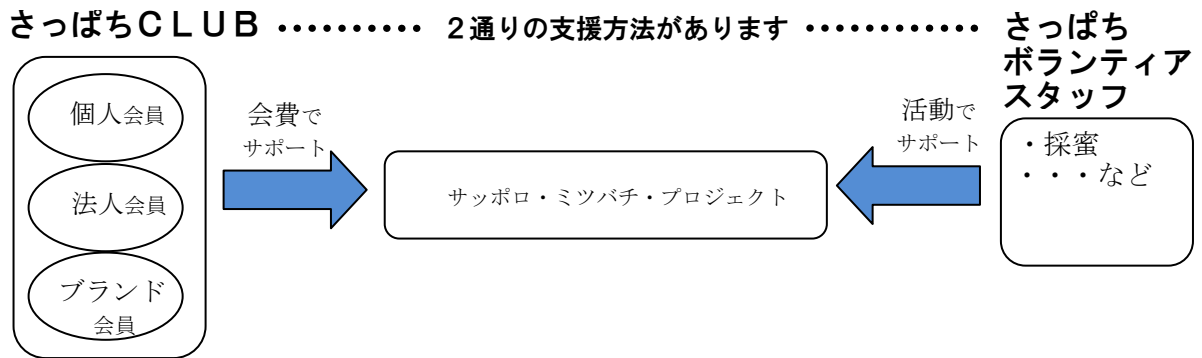 さっぱちＣＬＵＢ ･･････････ ２通りの支援方法があります ････････････ さっぱち
ボランティア
スタッフ
個人会員
法人会員
ブランド
会員
会費で
サポート
サッポロ・ミツバチ・プロジェクト
活動で
サポート
・採蜜
・・・など